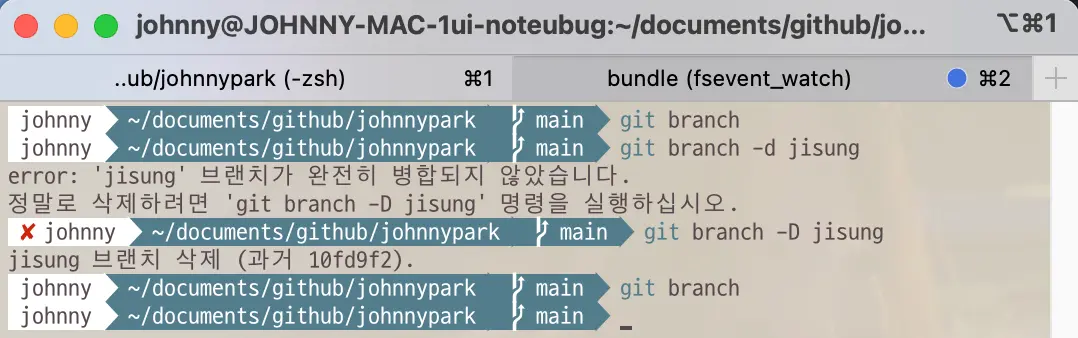 johnny@JOHNNY-MAC-1ui-noteubug:~/documents/github/jo... ⌥⌘1
..ub/johnnypark (-zsh) ⌘1 bundle (fsevent_watch) ⌘2 +
johnny ~/documents/github/johnnypark main git branch
johnny ~/documents/github/johnnypark main git branch -d jisung
error: 'jisung' 브랜치가 완전히 병합되지 않았습니다.
정말로 삭제하려면 'git branch -D jisung' 명령을 실행하십시오.
✘ johnny ~/documents/github/johnnypark main git branch -D jisung
jisung 브랜치 삭제 (과거 10fd9f2).
johnny ~/documents/github/johnnypark main git branch
johnny ~/documents/github/johnnypark main